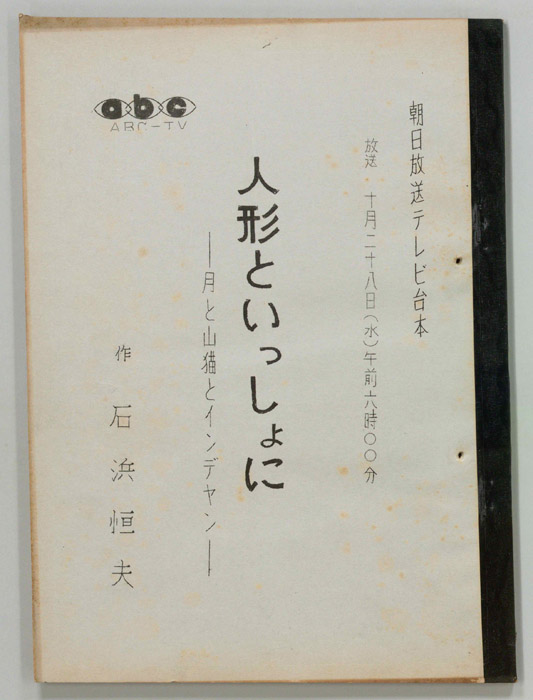 朝日放送テレビ台本
放送・十月二十八日(水)午前六時〇〇分
人形といっしょに
―月と山猫とインデヤン―
作 石浜恒夫
abc
ABC-TV